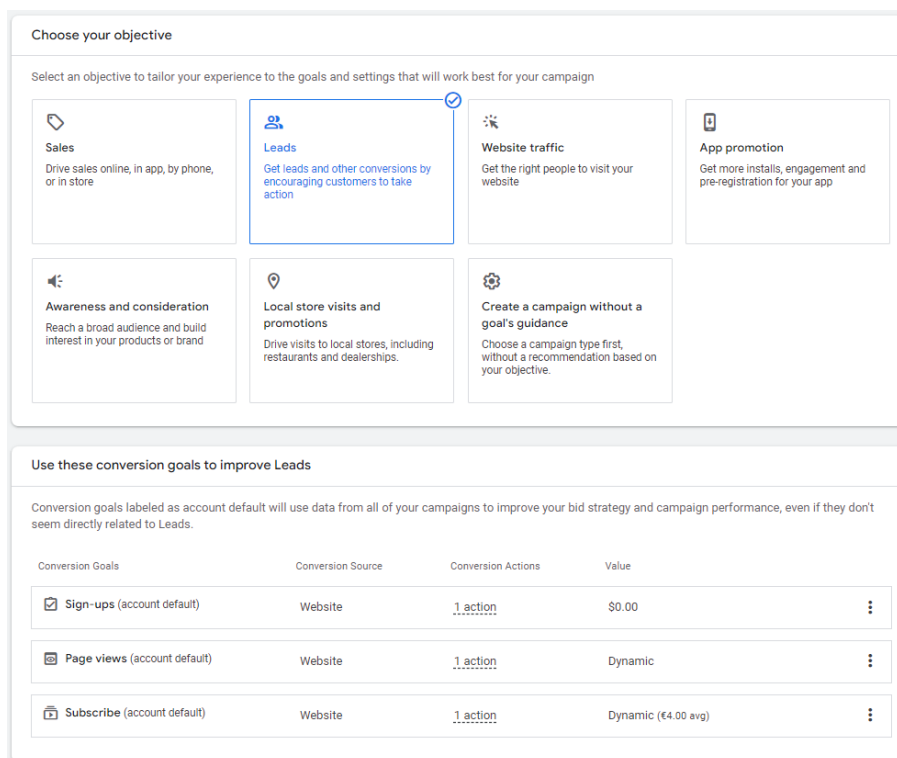 Choose your objective
Select an objective to tailor your experience to the goals and settings that will work best for your campaign
Sales
Drive sales online, in app, by phone,
or in store
Leads
Get leads and other conversions by
encouraging customers to take
action
Website traffic
Get the right people to visit your
website
App promotion
Get more installs, engagement and
pre-registration for your app
Awareness and consideration
Reach a broad audience and build
interest in your products or brand
Local store visits and
promotions
Drive visits to local stores, including
restaurants and dealerships.
Create a campaign without a
goal's guidance
Choose a campaign type first,
without a recommendation based on
your objective.
Use these conversion goals to improve Leads
Conversion goals labeled as account default will use data from all of your campaigns to improve your bid strategy and campaign performance, even if they don't
seem directly related to Leads.
Conversion Goals Conversion Source Conversion Actions Value
Sign-ups (account default) Website 1 action $0.00
Page views (account default) Website 1 action Dynamic
Subscribe (account default) Website 1 action Dynamic (€4.00 avg)